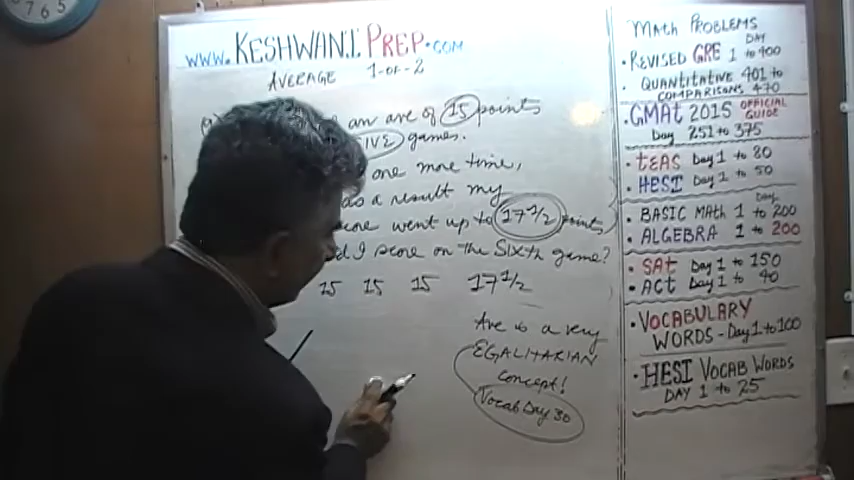 7 6 5
www.KESHWANI PREP.com
AVERAGE 1-OF-2
an ave of 15 points
FIVE games.
one more time,
as a result my
score went up to 17 1/2 points
I score on the SIXth game?
15 15 15 17 1/2
Ave is a very
EGALITARIAN
concept!
Vocab Day 30
MATH PROBLEMS
• REVISED GRE DAY 1 to 400
QUANTITATIVE 401 to
COMPARISONS 470
• GMAT 2015 OFFICIAL GUIDE
Day 251 to 375
• TEAS Day 1 to 80
• HESI Day 1 to 50
• BASIC MATH Day 1 to 200
• ALGEBRA 1 to 200
• SAT Day 1 to 150
• ACT Day 1 to 40
• VOCABULARY
WORDS - Day 1 to 100
• HESI VOCAB WORDS
DAY 1 to 25